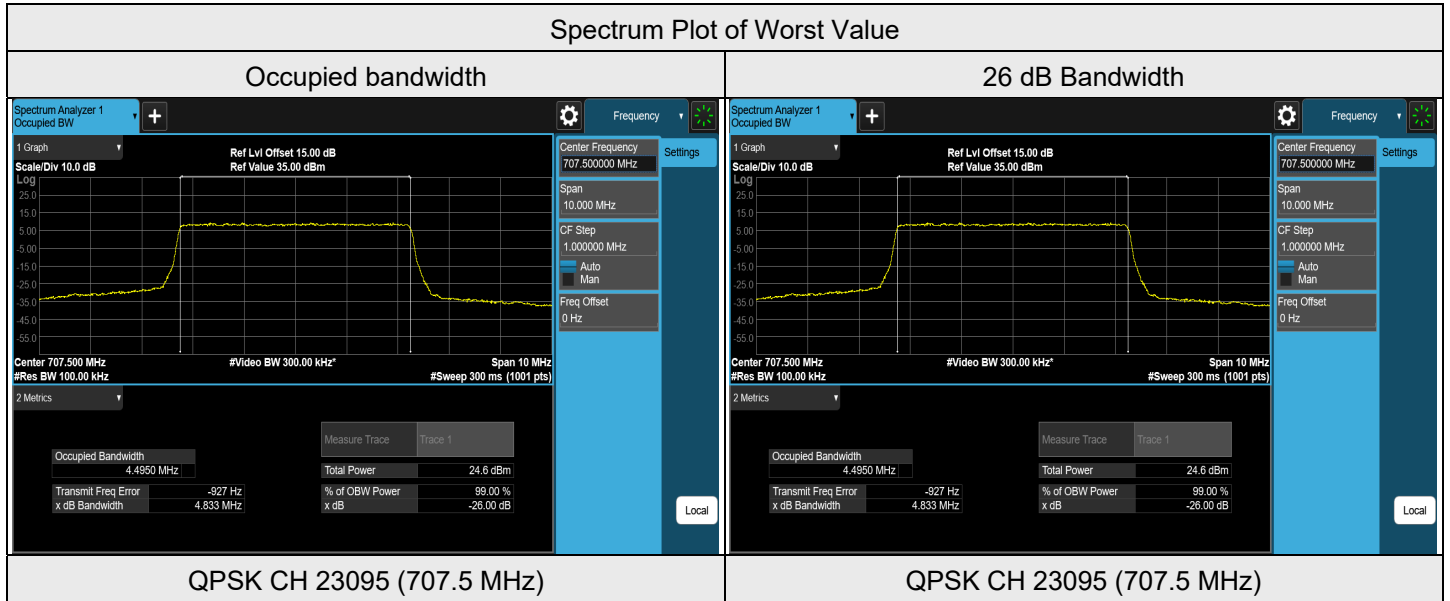 Spectrum Plot of Worst Value
Occupied bandwidth
26 dB Bandwidth
Spectrum Analyzer 1
Occupied BW
+
Frequency
1 Graph
Scale/Div 10.0 dB
Ref Lvl Offset 15.00 dB
Ref Value 35.00 dBm
Log
25.0
15.0
5.00
-5.00
-15.0
-25.0
-35.0
-45.0
-55.0
Center 707.500 MHz
#Video BW 300.00 kHz*
Span 10 MHz
#Res BW 100.00 kHz
#Sweep 300 ms (1001 pts)
Center Frequency
707.500000 MHz
Settings
Span
10.000 MHz
CF Step
1.000000 MHz
Auto
Man
Freq Offset
0 Hz
2 Metrics
Measure Trace Trace 1
Occupied Bandwidth
4.4950 MHz
Total Power 24.6 dBm
Transmit Freq Error -927 Hz
% of OBW Power 99.00 %
x dB Bandwidth 4.833 MHz
x dB -26.00 dB
Local
Spectrum Analyzer 1
Occupied BW
+
Frequency
1 Graph
Scale/Div 10.0 dB
Ref Lvl Offset 15.00 dB
Ref Value 35.00 dBm
Log
25.0
15.0
5.00
-5.00
-15.0
-25.0
-35.0
-45.0
-55.0
Center 707.500 MHz
#Video BW 300.00 kHz*
Span 10 MHz
#Res BW 100.00 kHz
#Sweep 300 ms (1001 pts)
Center Frequency
707.500000 MHz
Settings
Span
10.000 MHz
CF Step
1.000000 MHz
Auto
Man
Freq Offset
0 Hz
2 Metrics
Measure Trace Trace 1
Occupied Bandwidth
4.4950 MHz
Total Power 24.6 dBm
Transmit Freq Error -927 Hz
% of OBW Power 99.00 %
x dB Bandwidth 4.833 MHz
x dB -26.00 dB
Local
QPSK CH 23095 (707.5 MHz)
QPSK CH 23095 (707.5 MHz)